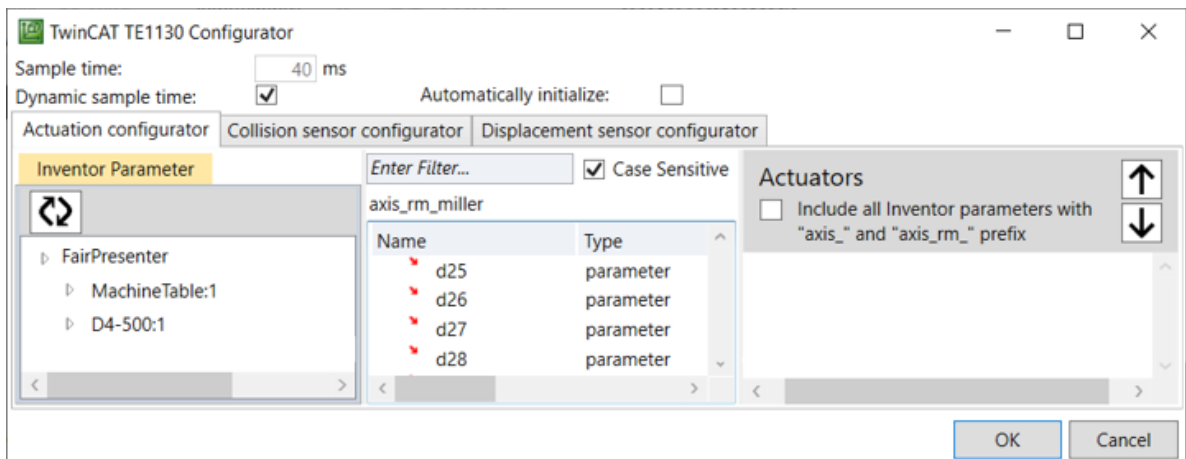 TwinCAT TE1130 Configurator
Sample time: 40 ms
Dynamic sample time: Automatically initialize:
Actuation configurator Collision sensor configurator Displacement sensor configurator
Inventor Parameter
Enter Filter... Case Sensitive
axis_rm_miller
Name Type
d25 parameter
d26 parameter
d27 parameter
d28 parameter
FairPresenter
MachineTable:1
D4-500:1
Actuators
Include all Inventor parameters with
"axis_" and "axis_rm_" prefix
OK Cancel